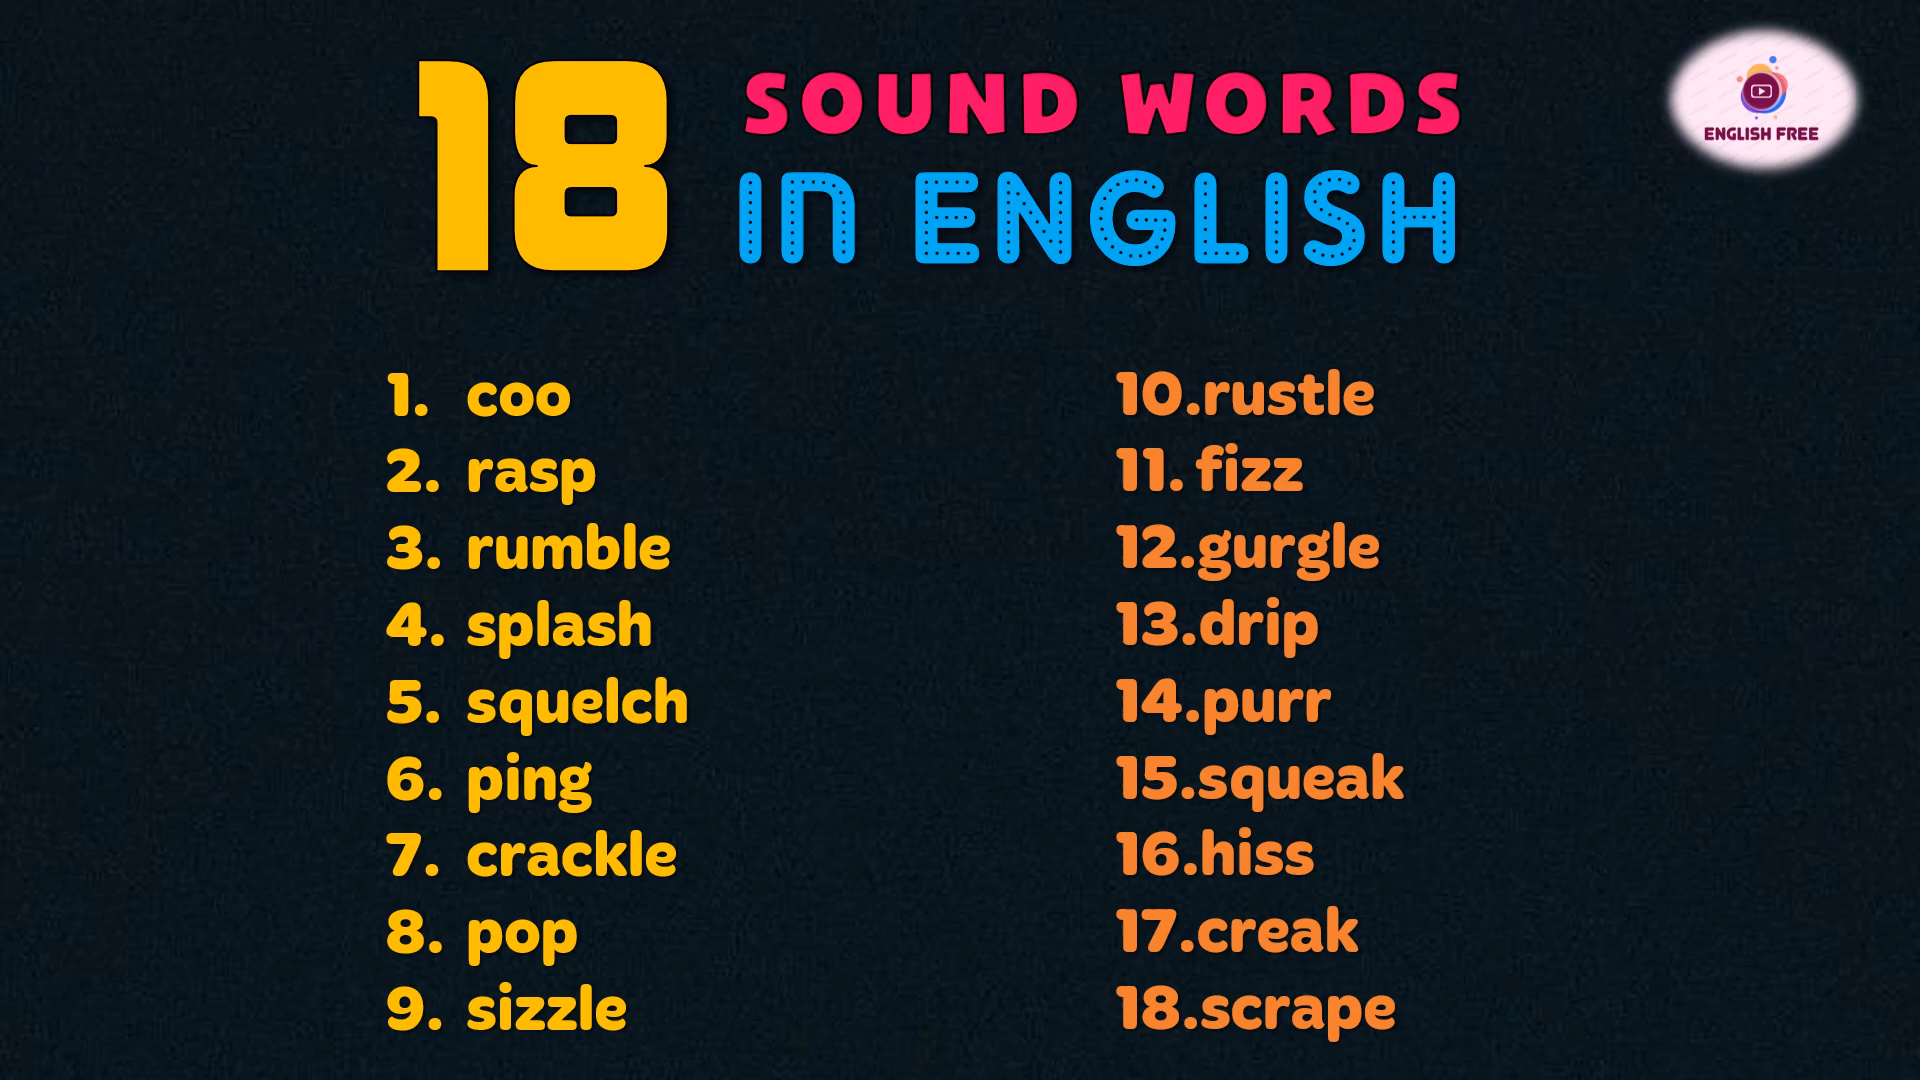 18
SOUND WORDS
IN ENGLISH
ENGLISH FREE
1. coo
2. rasp
3. rumble
4. splash
5. squelch
6. ping
7. crackle
8. pop
9. sizzle
10.rustle
11. fizz
12.gurgle
13.drip
14.purr
15.squeak
16.hiss
17.creak
18.scrape